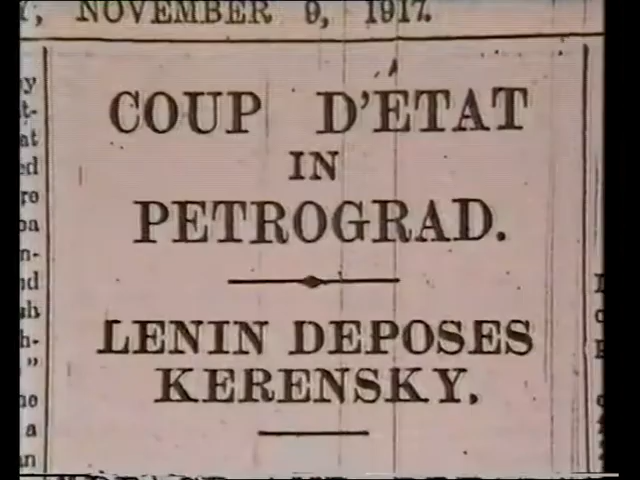 , NOVEMBER 9, 1917.
COUP D'ETAT
IN
PETROGRAD.
LENIN DEPOSES
KERENSKY.